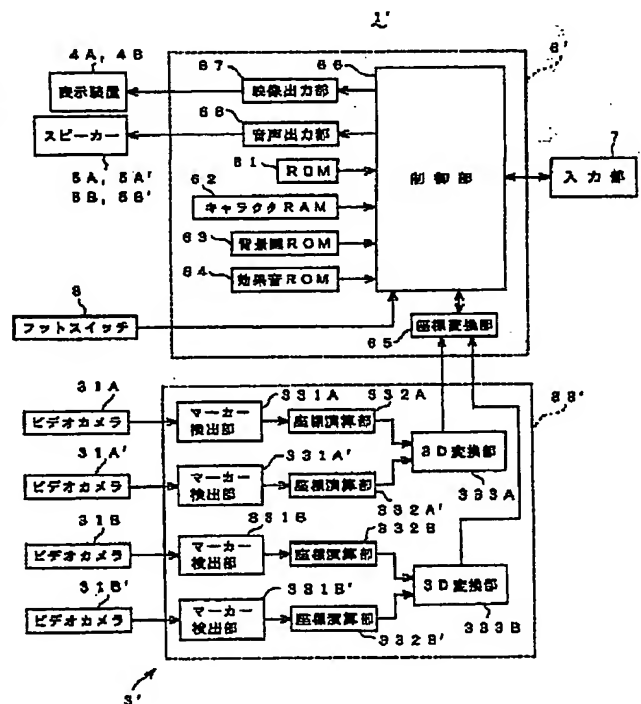 2'
4A, 4B
表示装置
67
映像出力部
66
6'
スピーカー
68
音声出力部
5A, 5A'
5B, 5B'
61
ROM
制御部
7
入力部
62
キャラクタRAM
63
背景画ROM
64
効果音ROM
8
フットスイッチ
65
座標変換部
31A
ビデオカメラ
331A
マーカー
検出部
332A
座標演算部
33'
31A'
ビデオカメラ
331A'
マーカー
検出部
座標演算部
332A'
3D変換部
333A
31B
ビデオカメラ
331B
マーカー
検出部
332B
座標演算部
31B'
ビデオカメラ
331B'
マーカー
検出部
座標演算部
332B'
3D変換部
333B
3'